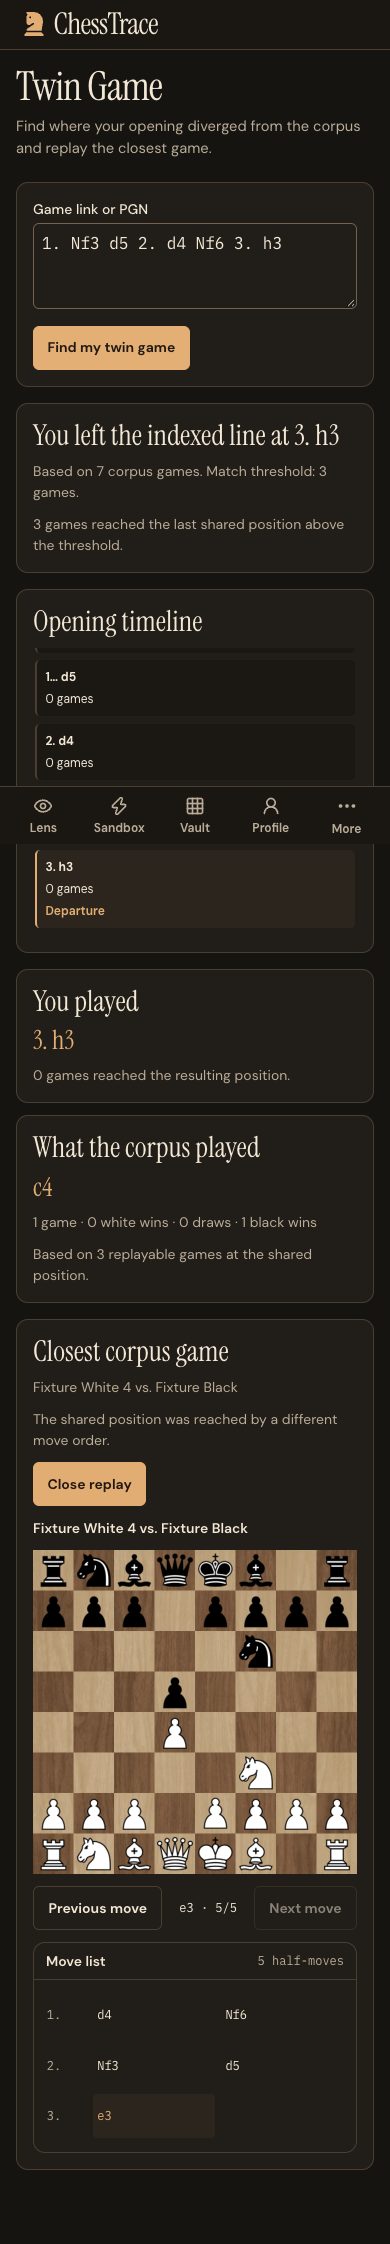 ChessTrace
Twin Game
Find where your opening diverged from the corpus
and replay the closest game.
Game link or PGN
1. Nf3 d5 2. d4 Nf6 3. h3
Find my twin game
You left the indexed line at 3. h3
Based on 7 corpus games. Match threshold: 3
games.
3 games reached the last shared position above
the threshold.
Opening timeline
1… d5
0 games
2. d4
0 games
Lens
Sandbox
Vault
Profile
More
3. h3
0 games
Departure
You played
3. h3
0 games reached the resulting position.
What the corpus played
c4
1 game · 0 white wins · 0 draws · 1 black wins
Based on 3 replayable games at the shared
position.
Closest corpus game
Fixture White 4 vs. Fixture Black
The shared position was reached by a different
move order.
Close replay
Fixture White 4 vs. Fixture Black
Previous move
e3 · 5/5
Next move
Move list
5 half-moves
1. d4 Nf6
2. Nf3 d5
3. e3